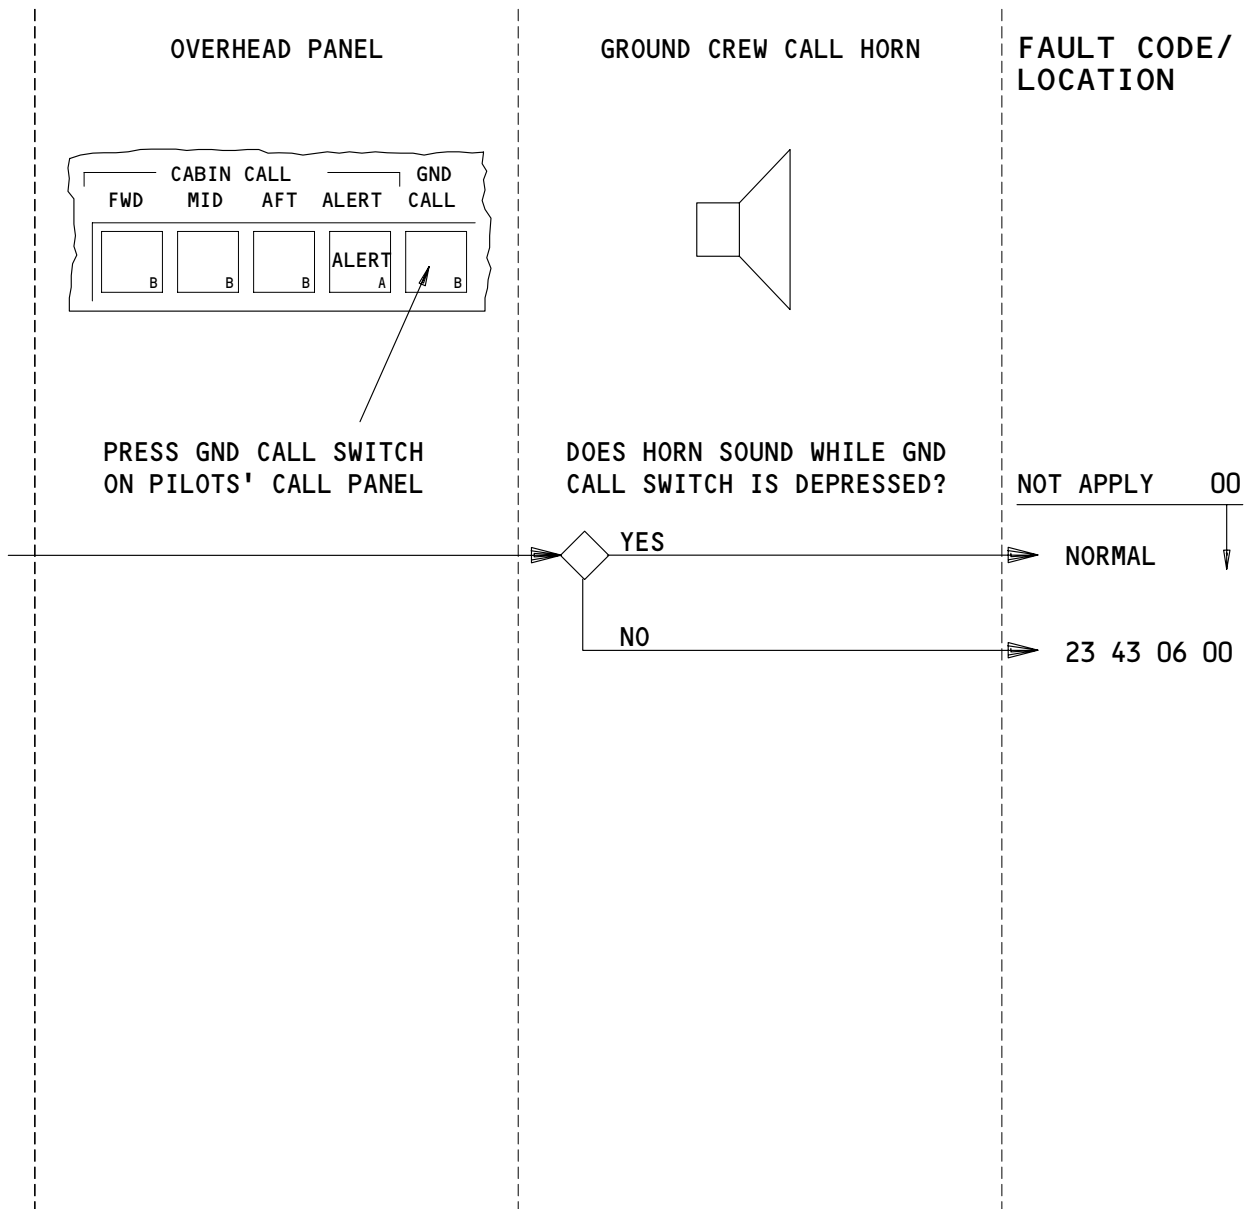 OVERHEAD PANEL
GROUND CREW CALL HORN
FAULT CODE/
LOCATION
CABIN CALL GND
FWD MID AFT ALERT CALL
ALERT
B B B A B
PRESS GND CALL SWITCH
ON PILOTS' CALL PANEL
DOES HORN SOUND WHILE GND
CALL SWITCH IS DEPRESSED?
NOT APPLY 00
YES
NORMAL
NO
23 43 06 00